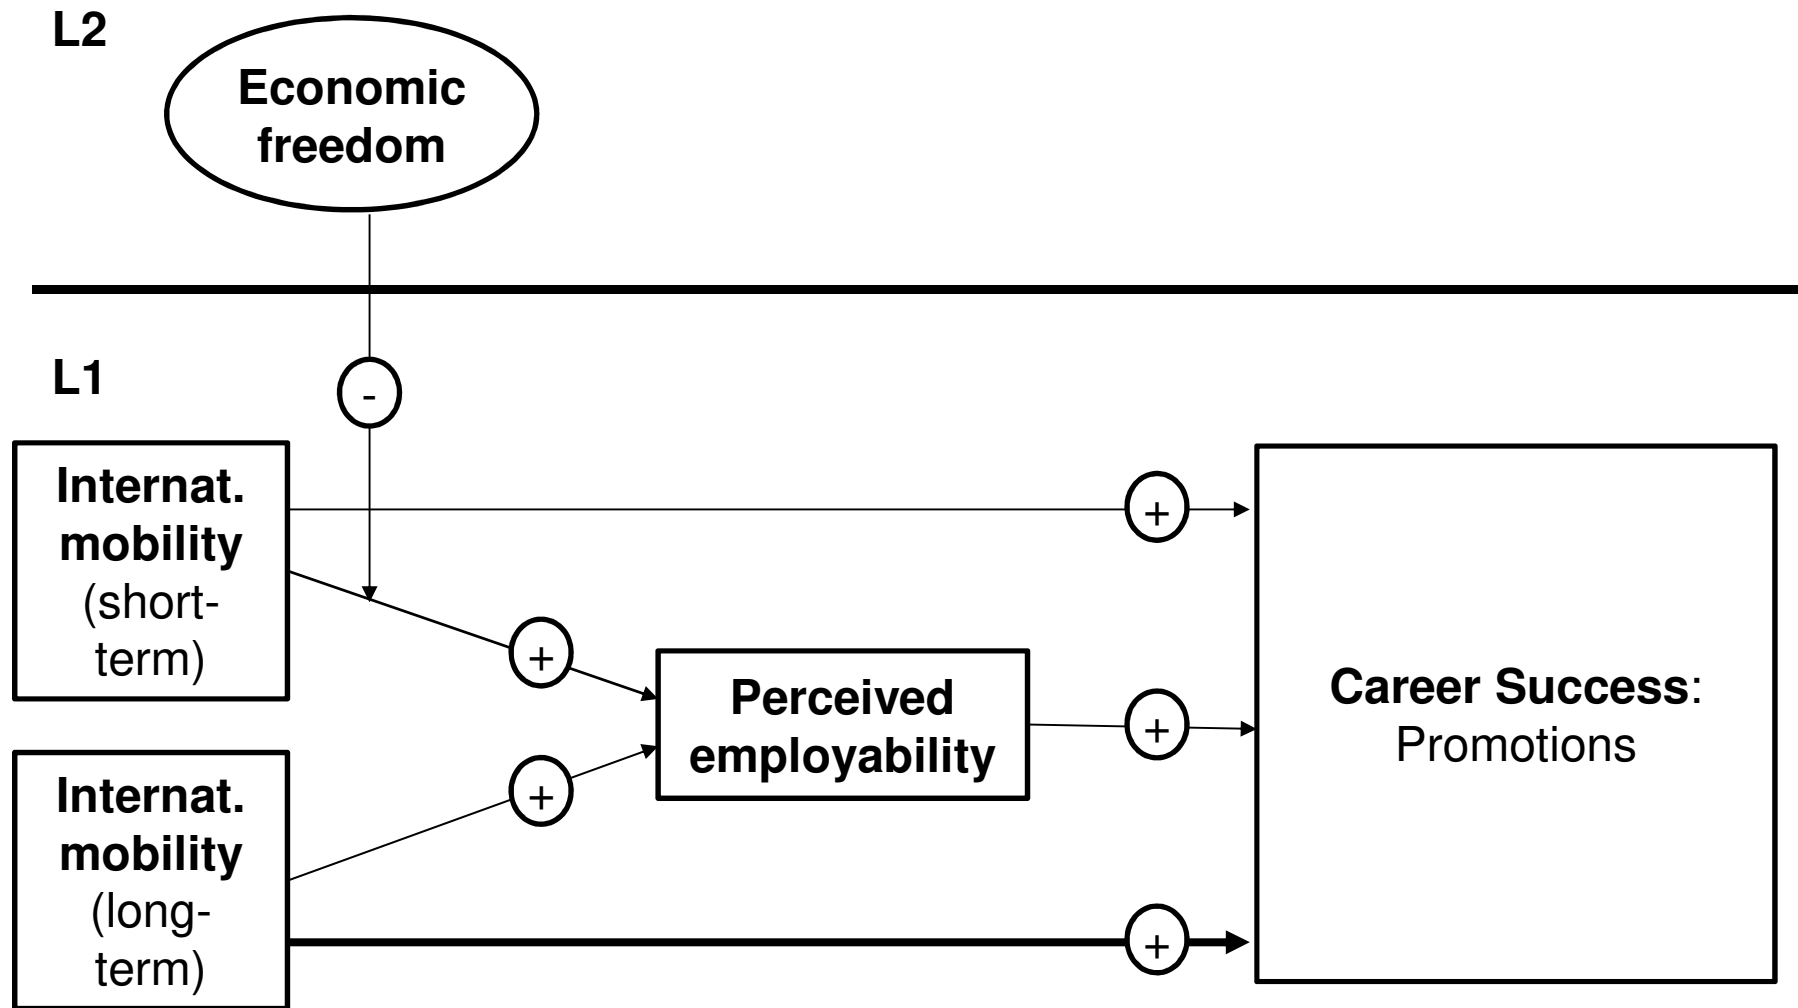 L2
Economic
freedom
L1
-
Internat.
mobility
(short-
term)
+
+
Perceived
employability
+
Career Success:
Promotions
Internat.
mobility
(long-
term)
+
+